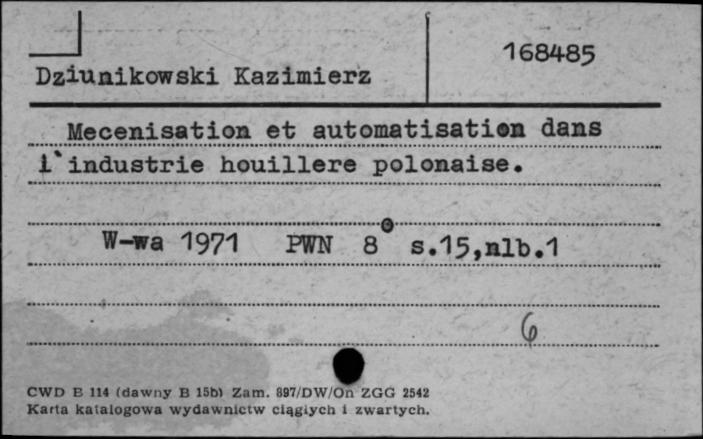 168485
Dziunikowski Kazimierz
Mecenisation et automatisation dans
l`industrie houillere polonaise.
W-wa 1971 PWN 8° s.15,nlb.1
6
CWD B 114 (dawny B 15b) Zam. 897/DW/On ZGG 2542
Karta katalogowa wydawnictw ciągłych i zwartych.